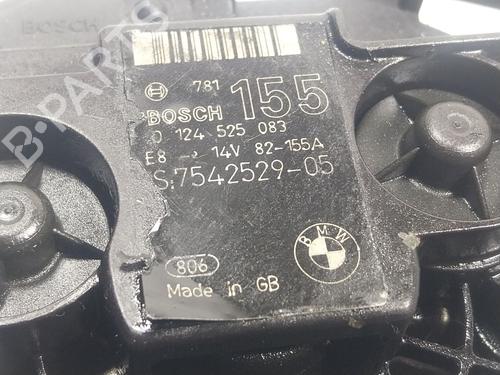 BOSCH
B-PARTS
781
BOSCH 155
0 124 525 083
E8 14V 82-155A
S:7542529-05
BMW
806
Made in GB